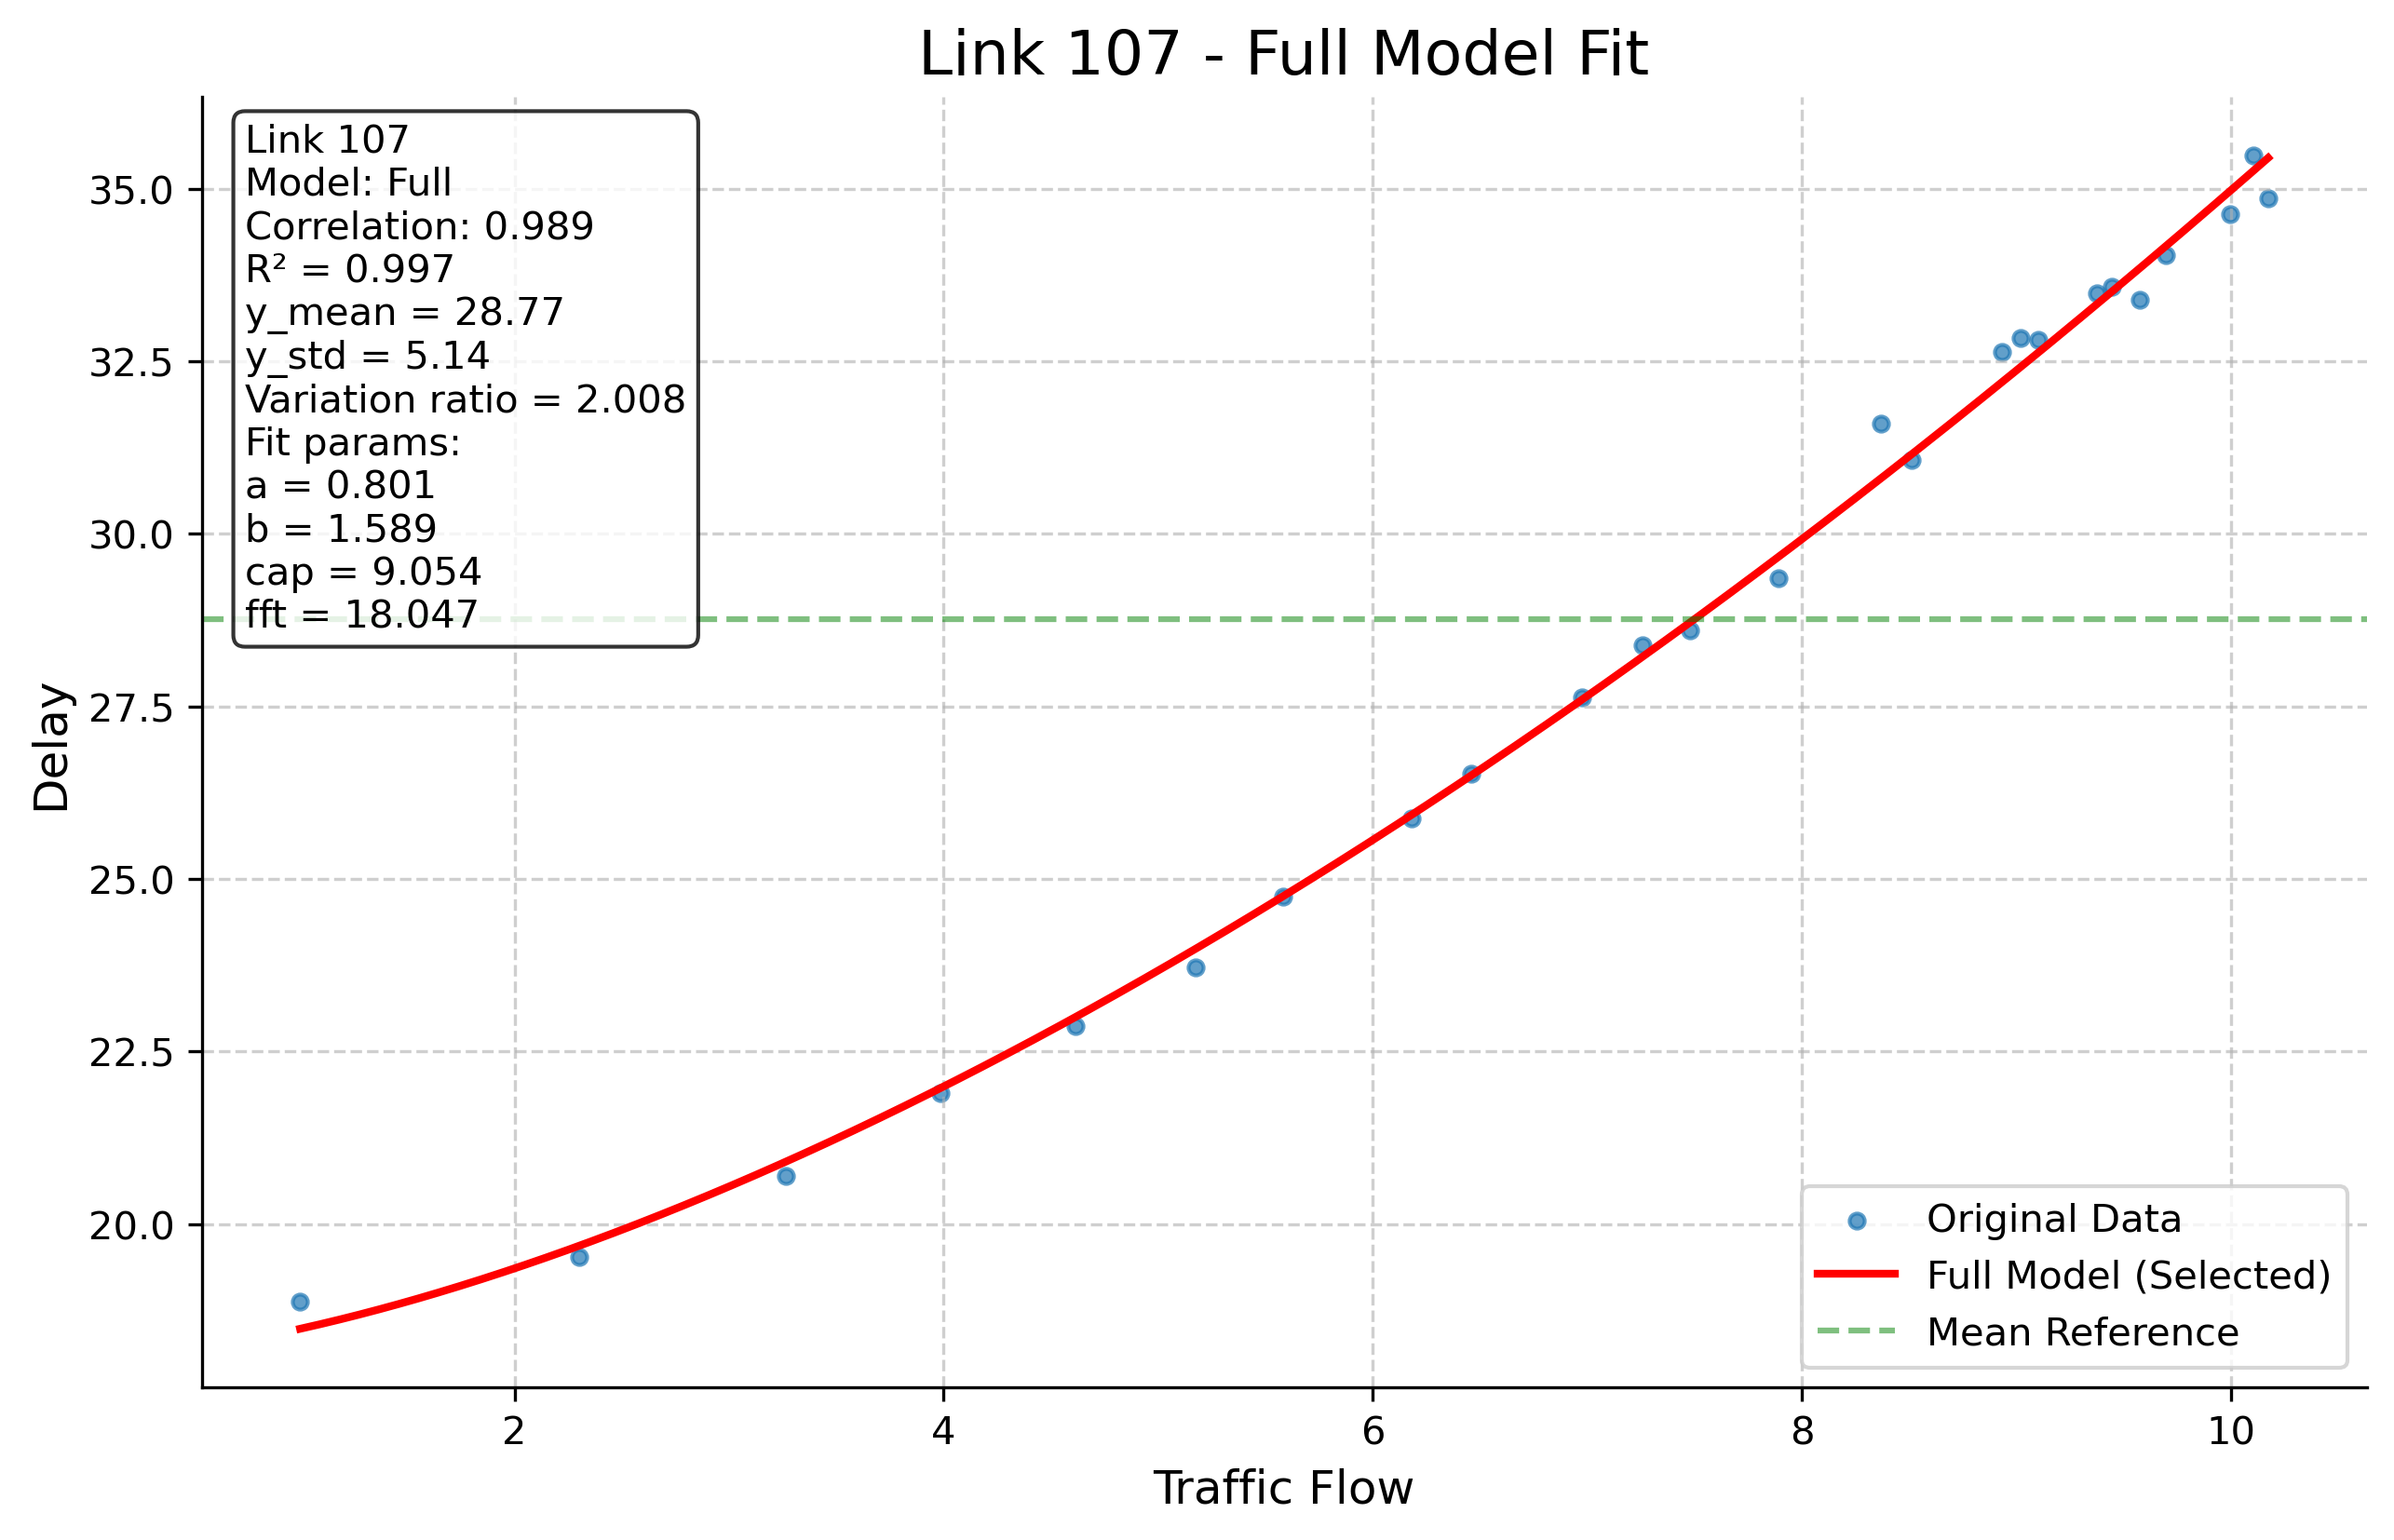 Link 107 - Full Model Fit
Link 107
Model: Full
Correlation: 0.989
R² = 0.997
y_mean = 28.77
y_std = 5.14
Variation ratio = 2.008
Fit params:
a = 0.801
b = 1.589
cap = 9.054
fft = 18.047
35.0
32.5
30.0
27.5
25.0
22.5
20.0
Delay
Original Data
Full Model (Selected)
Mean Reference
2 4 6 8 10
Traffic Flow